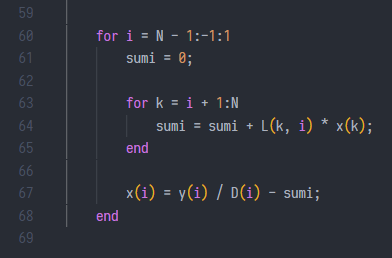 59
60 for i = N - 1:-1:1
61 sumi = 0;
62
63 for k = i + 1:N
64 sumi = sumi + L(k, i) * x(k);
65 end
66
67 x(i) = y(i) / D(i) - sumi;
68 end
69